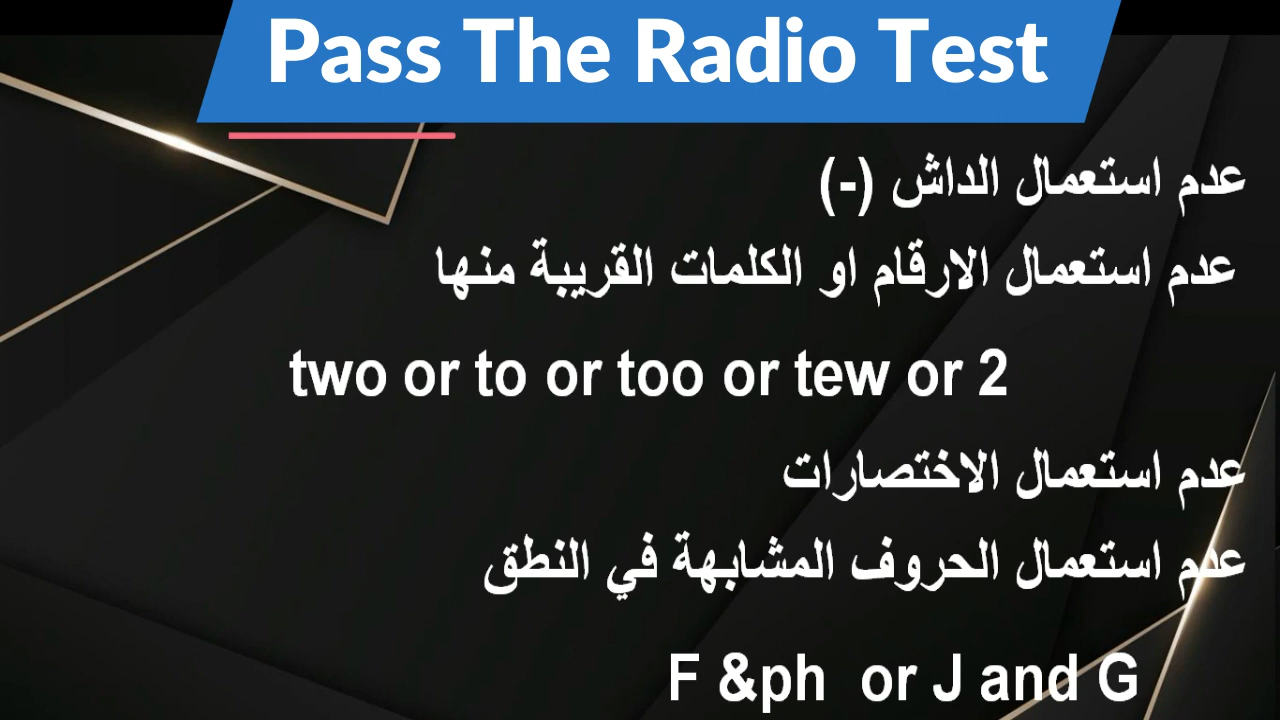 Pass The Radio Test
عدم استعمال الداش (-)
عدم استعمال الارقام او الكلمات القريبة منها
two or to or too or tew or 2
عدم استعمال الاختصارات
عدم استعمال الحروف المشابهة في النطق
F &ph or J and G